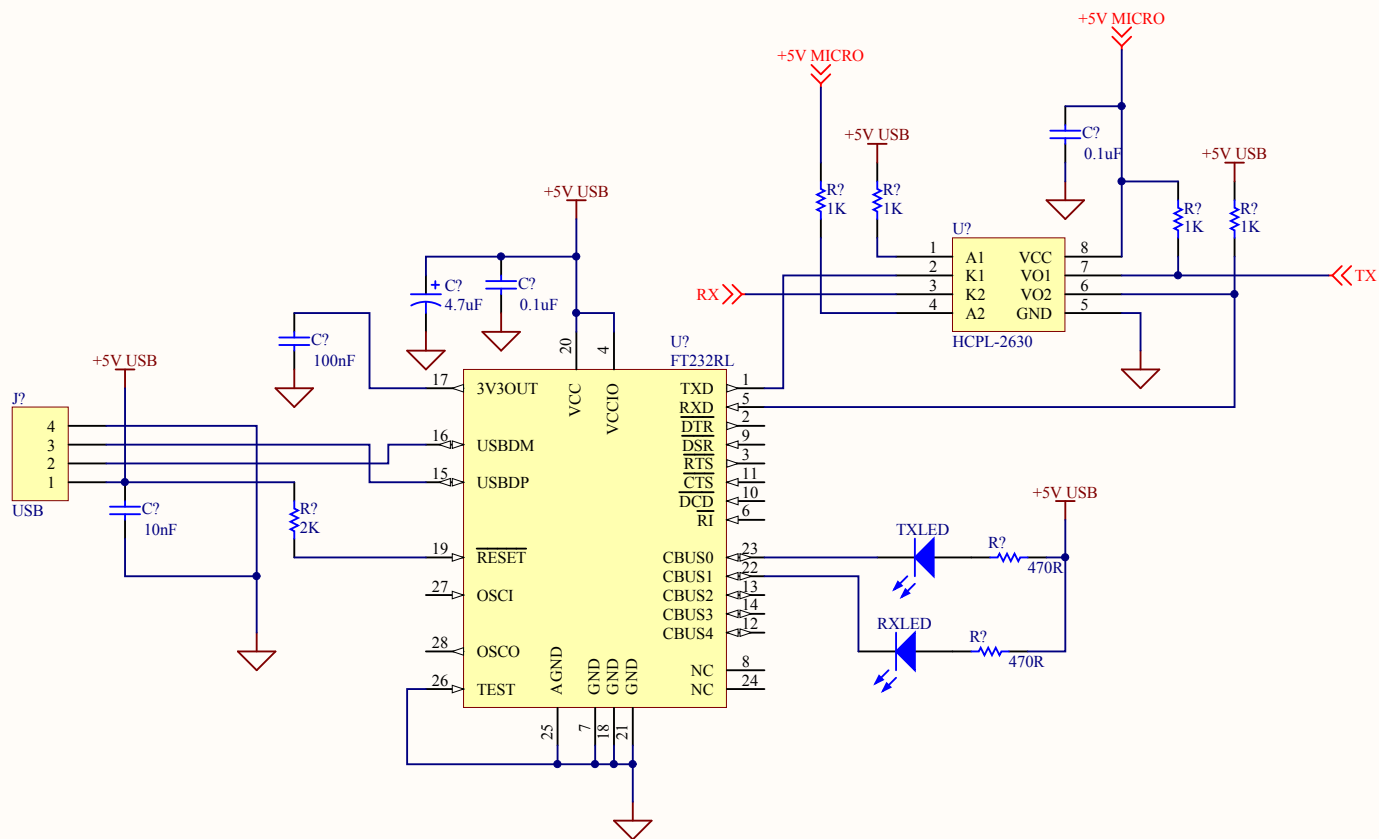 +5V MICRO
+5V MICRO
+5V USB
C?
0.1uF
+5V USB
R?
1K
R?
1K
R?
1K
R?
1K
+5V USB
U?
1 A1 VCC 8
2 K1 VO1 7
3 K2 VO2 6
4 A2 GND 5
HCPL-2630
RX
TX
C?
4.7uF
C?
0.1uF
C?
100nF
+5V USB
20
4
U?
FT232RL
VCC
VCCIO
17 3V3OUT
16 USBDM
15 USBDP
19 RESET
27 OSCI
28 OSCO
26 TEST
TXD 1
RXD 5
DTR 2
DSR 9
RTS 3
CTS 11
DCD 10
RI 6
CBUS0 23
CBUS1 22
CBUS2 13
CBUS3 14
CBUS4 12
NC 8
NC 24
AGND
GND
GND
GND
25
7
18
21
J?
4
3
2
1
USB
C?
10nF
R?
2K
+5V USB
TXLED
R?
470R
RXLED
R?
470R